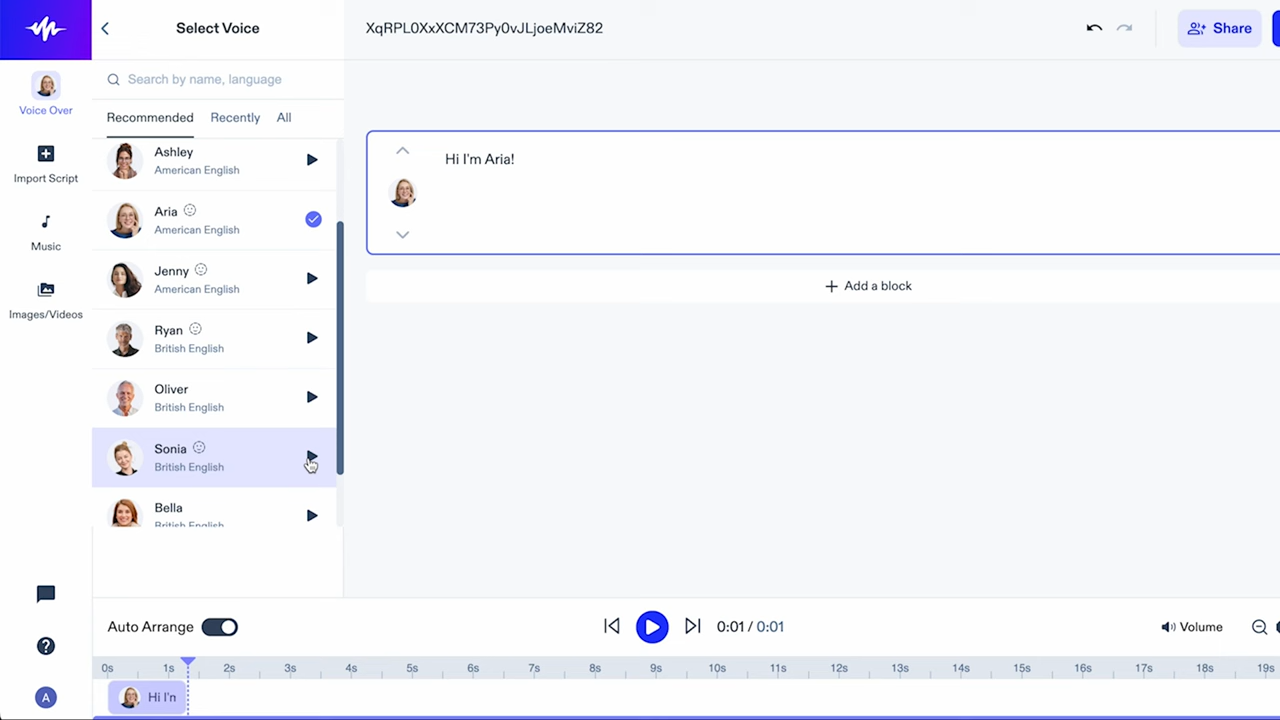 Select Voice
XqRPL0XxXCM73Py0vJLjoeMviZ82
Share
Voice Over
Import Script
Music
Images/Videos
Search by name, language
Recommended Recently All
Ashley
American English
Aria
American English
Jenny
American English
Ryan
British English
Oliver
British English
Sonia
British English
Bella
British English
Hi I'm Aria!
Add a block
A
Auto Arrange
0:01 / 0:01
Volume
0s 1s 2s 3s 4s 5s 6s 7s 8s 9s 10s 11s 12s 13s 14s 15s 16s 17s 18s 19s
Hi I'n